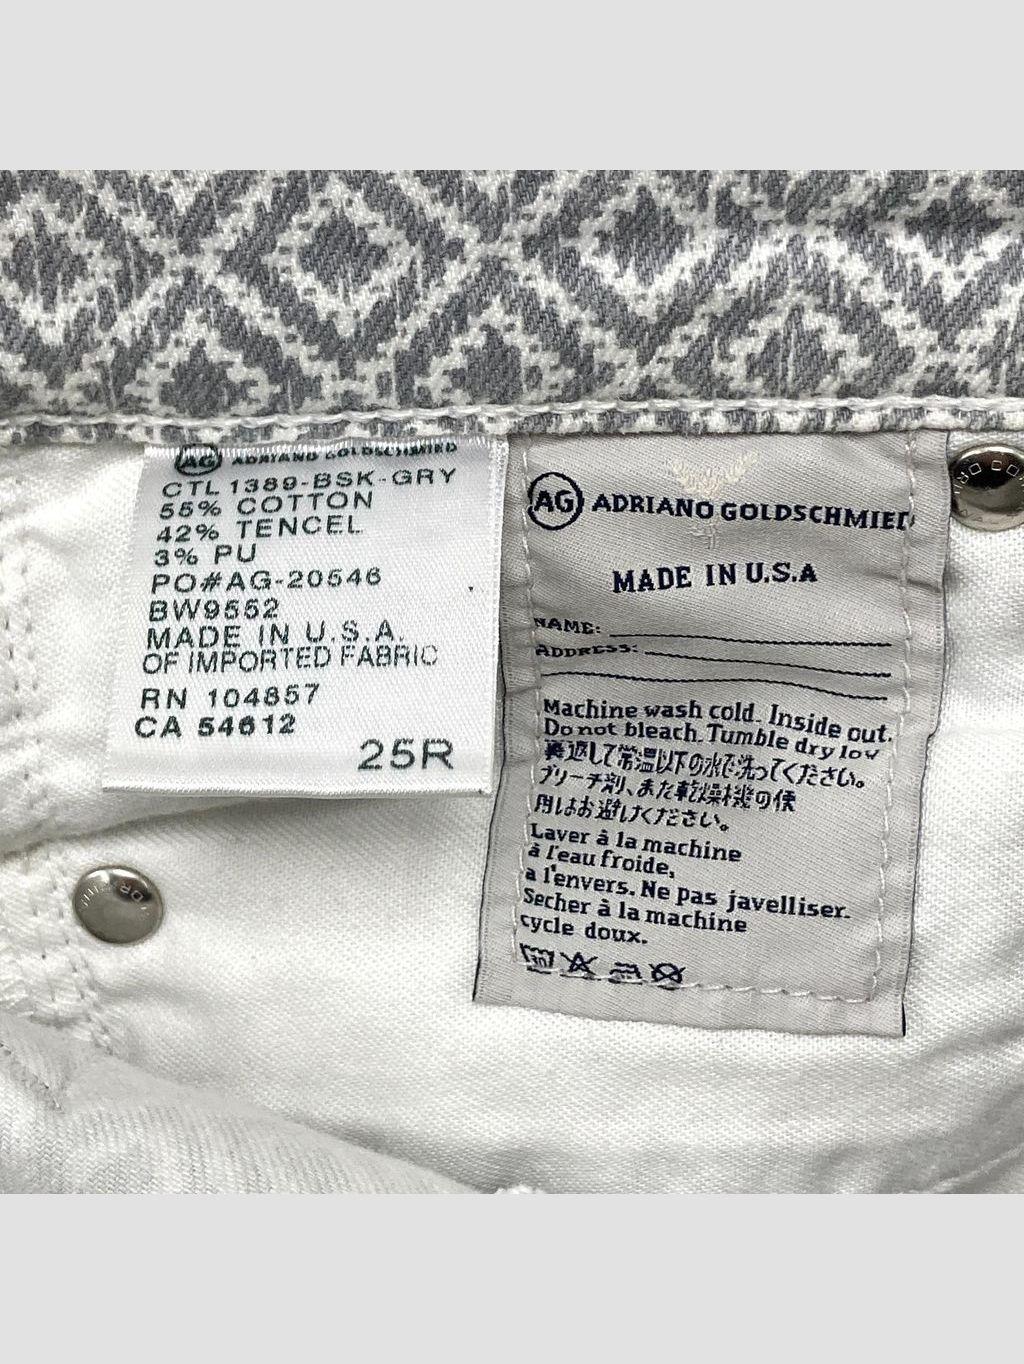 AG ADRIANO GOLDSCHMIED
CTL 1389-BSK-GRY
55% COTTON
42% TENCEL
3% PU
PO#AG-20546
BW9552
MADE IN U.S.A.
OF IMPORTED FABRIC
RN 104857
CA 54612
25R
AG ADRIANO GOLDSCHMIED
MADE IN U.S.A
NAME:
ADDRESS:
Machine wash cold. Inside out.
Do not bleach. Tumble dry low
裏返して常温以下の水で洗ってください。
ブリーチ剤、また乾燥機の使
用はお避けください。
Laver à la machine
à l'eau froide,
a l'envers. Ne pas javelliser.
Secher à la machine
cycle doux.
30